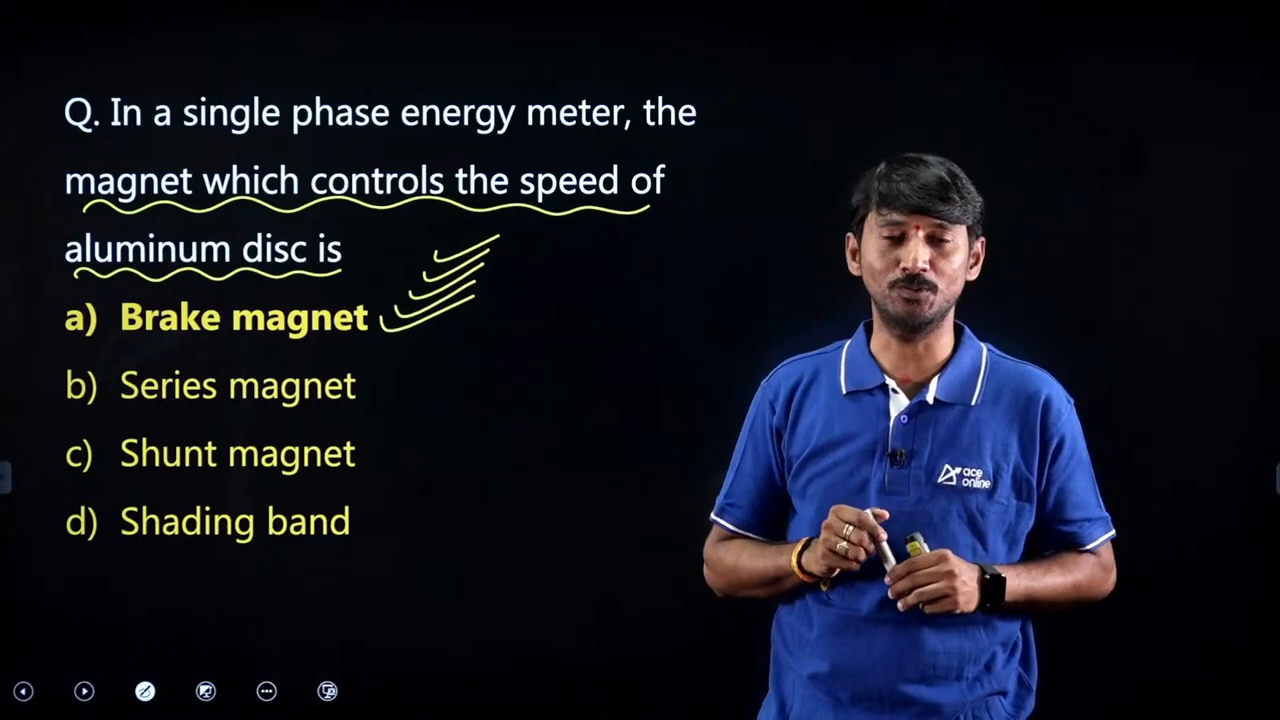 Q. In a single phase energy meter, the
magnet which controls the speed of
aluminum disc is
a) Brake magnet
b) Series magnet
c) Shunt magnet
d) Shading band
ace
online